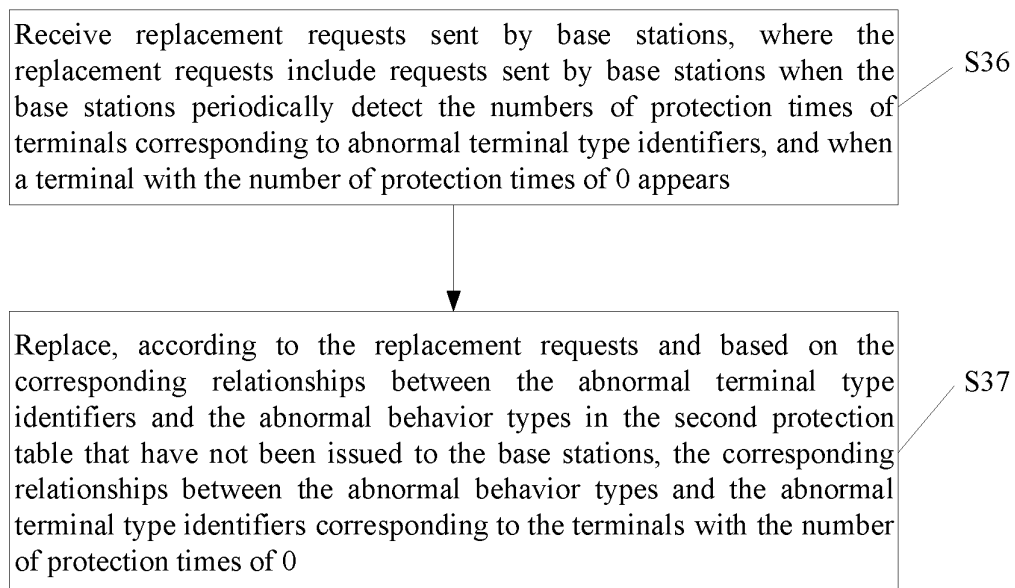 Receive replacement requests sent by base stations, where the
replacement requests include requests sent by base stations when the
base stations periodically detect the numbers of protection times of
terminals corresponding to abnormal terminal type identifiers, and when
a terminal with the number of protection times of 0 appears
S36
Replace, according to the replacement requests and based on the
corresponding relationships between the abnormal terminal type
identifiers and the abnormal behavior types in the second protection
table that have not been issued to the base stations, the corresponding
relationships between the abnormal behavior types and the abnormal
terminal type identifiers corresponding to the terminals with the number
of protection times of 0
S37